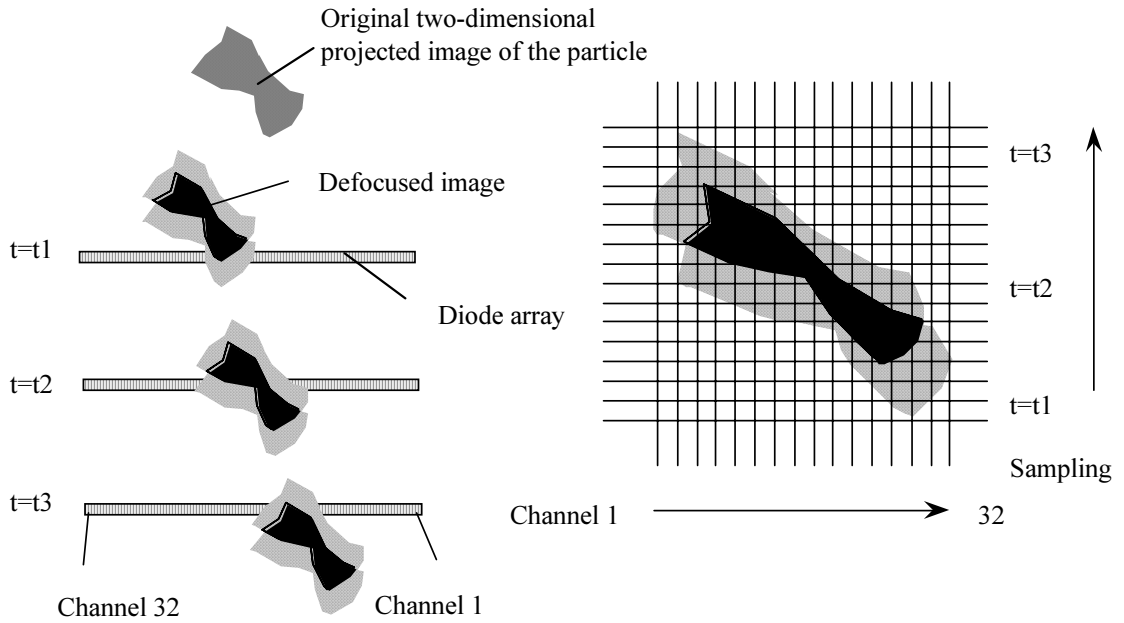 Original two-dimensional
projected image of the particle
Defocused image
t=t1
Diode array
t=t2
t=t3
Channel 32
Channel 1
t=t3
t=t2
t=t1
Sampling
Channel 1
32